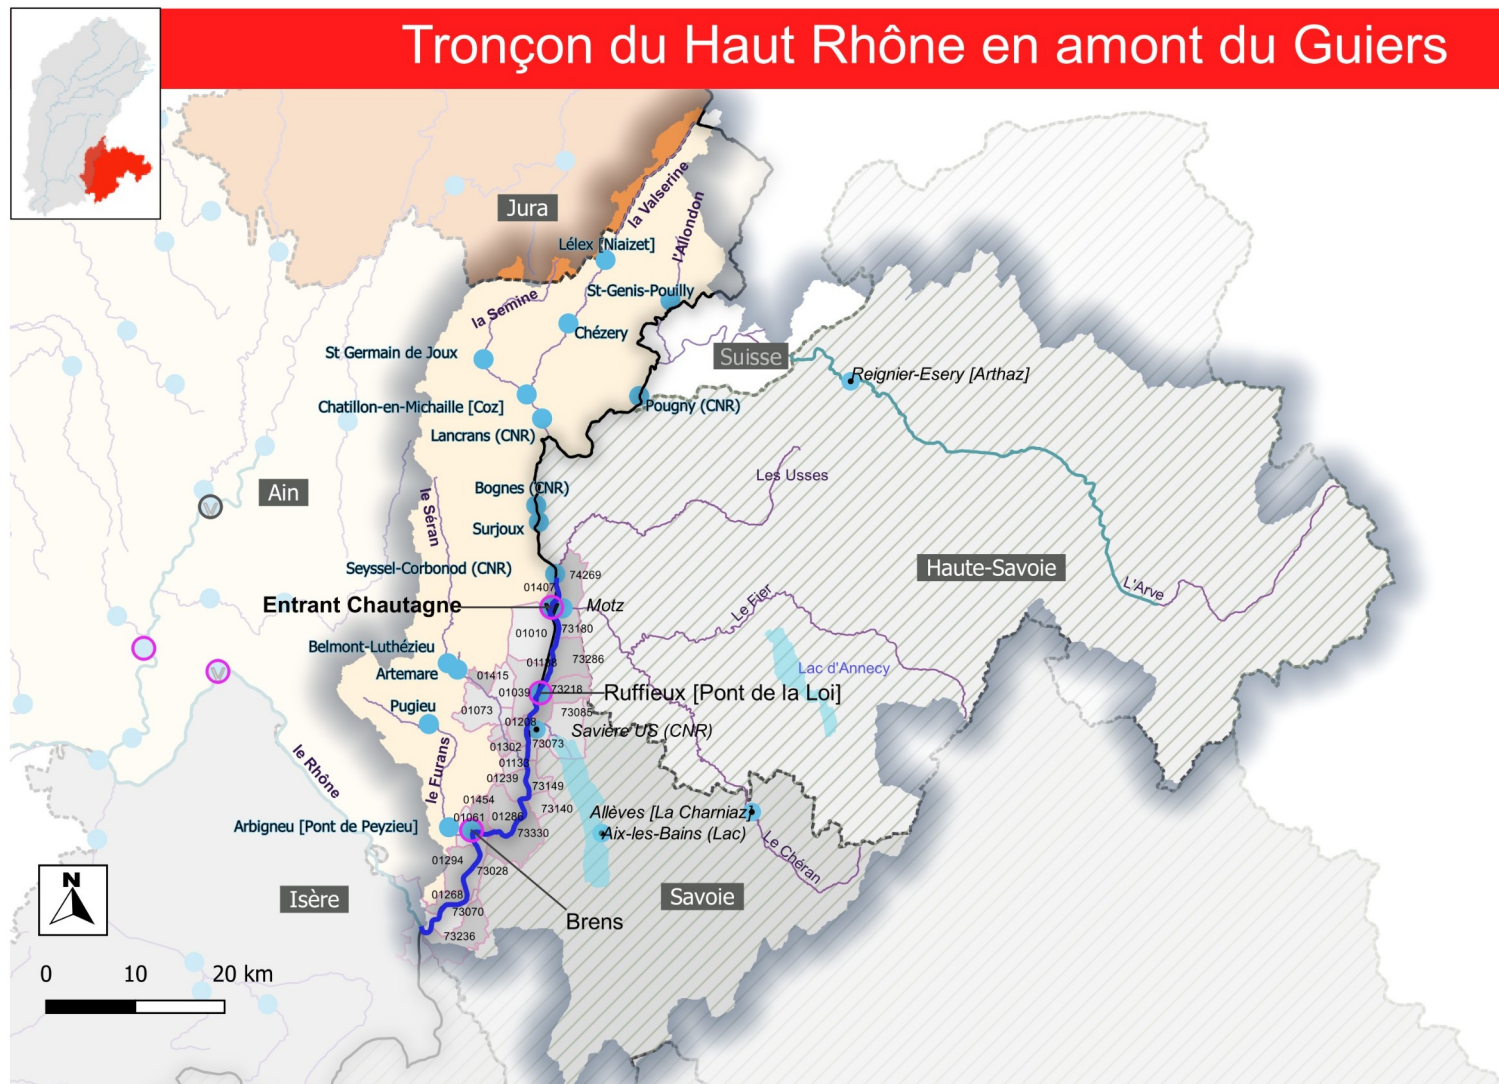 Tronçon du Haut Rhône en amont du Guiers
Jura
la Valserine
l'Allondon
Lélex [Niaizet]
St-Genis-Pouilly
la Semine
Chézery
St Germain de Joux
Suisse
Reignier-Esery [Arthaz]
Chatillon-en-Michaille [Coz]
Pougny (CNR)
Lancrans (CNR)
Ain
le Séran
Bognes (CNR)
Les Usses
Surjoux
Seyssel-Corbonod (CNR)
74269
Haute-Savoie
01407
L'Arve
Entrant Chautagne
Motz
Le Fier
01010
73180
Belmont-Luthézieu
01138
73286
Artemare
01415
Lac d'Annecy
01039
73218
Ruffieux [Pont de la Loi]
Pugieu
01073
73085
01208
Savière US (CNR)
le Rhône
le Furans
01302
73073
01133
01239
73149
01454
73140
Allèves [La Charniaz]
01061
01286
Arbigneu [Pont de Peyzieu]
73330
Aix-les-Bains (Lac)
Le Chéran
01294
73028
N
Isère
01268
Savoie
73070
Brens
73236
0 10 20 km
V
V